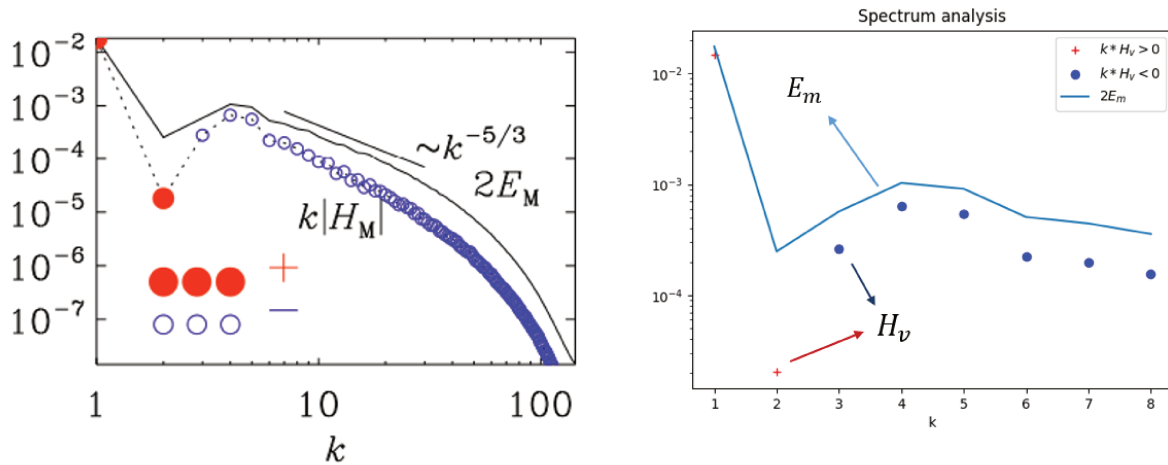 10⁻²
10⁻³
10⁻⁴
10⁻⁵
10⁻⁶
10⁻⁷
~k⁻⁵/³
2E_M
k|H_M|
+
−
1
10
100
k
Spectrum analysis
k * H_v > 0
k * H_v < 0
2E_m
E_m
H_v
10⁻²
10⁻³
10⁻⁴
1 2 3 4 5 6 7 8
k